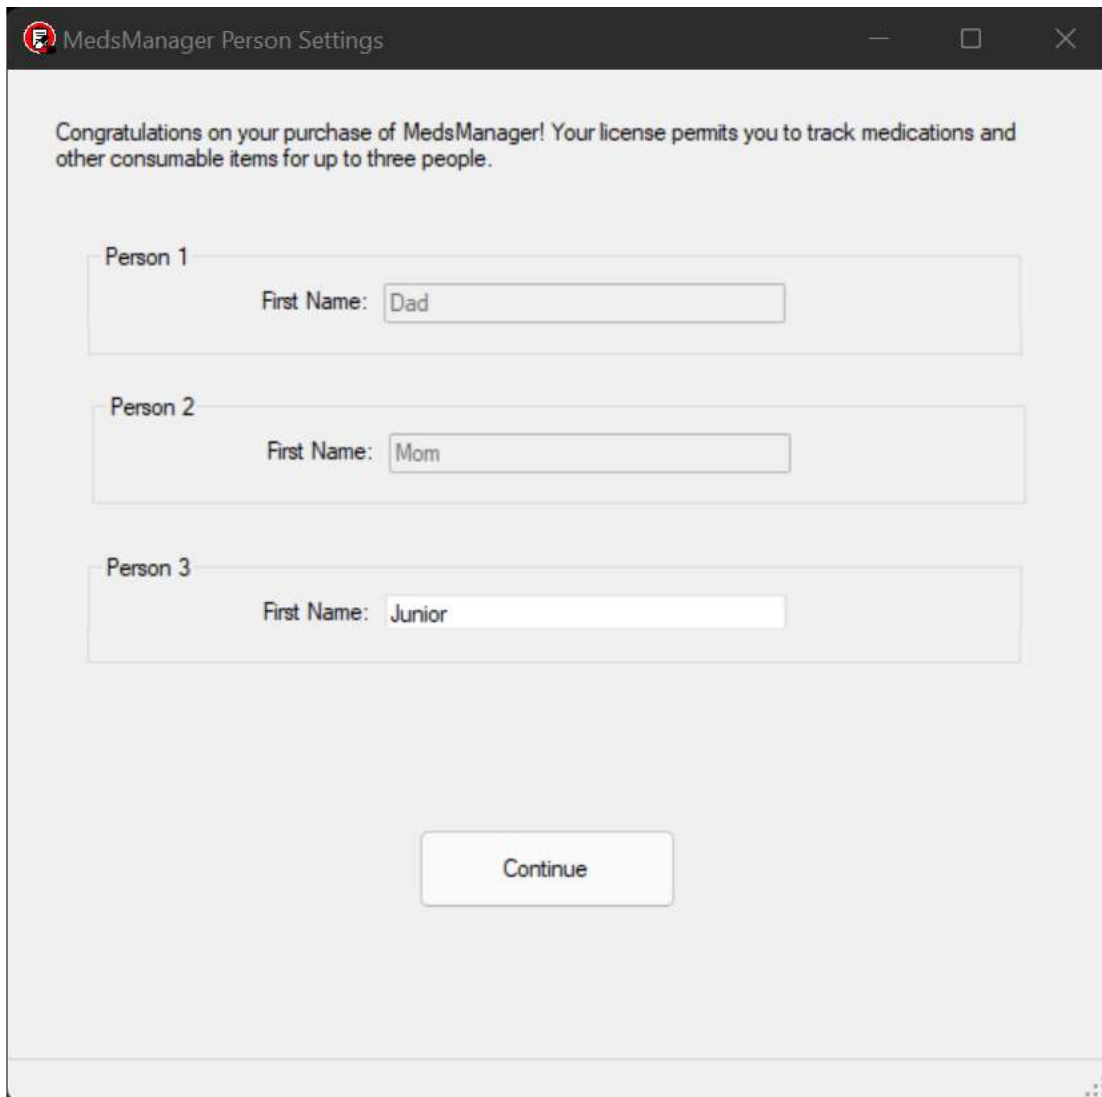 MedsManager Person Settings
Congratulations on your purchase of MedsManager! Your license permits you to track medications and
other consumable items for up to three people.
Person 1
First Name: Dad
Person 2
First Name: Mom
Person 3
First Name: Junior
Continue